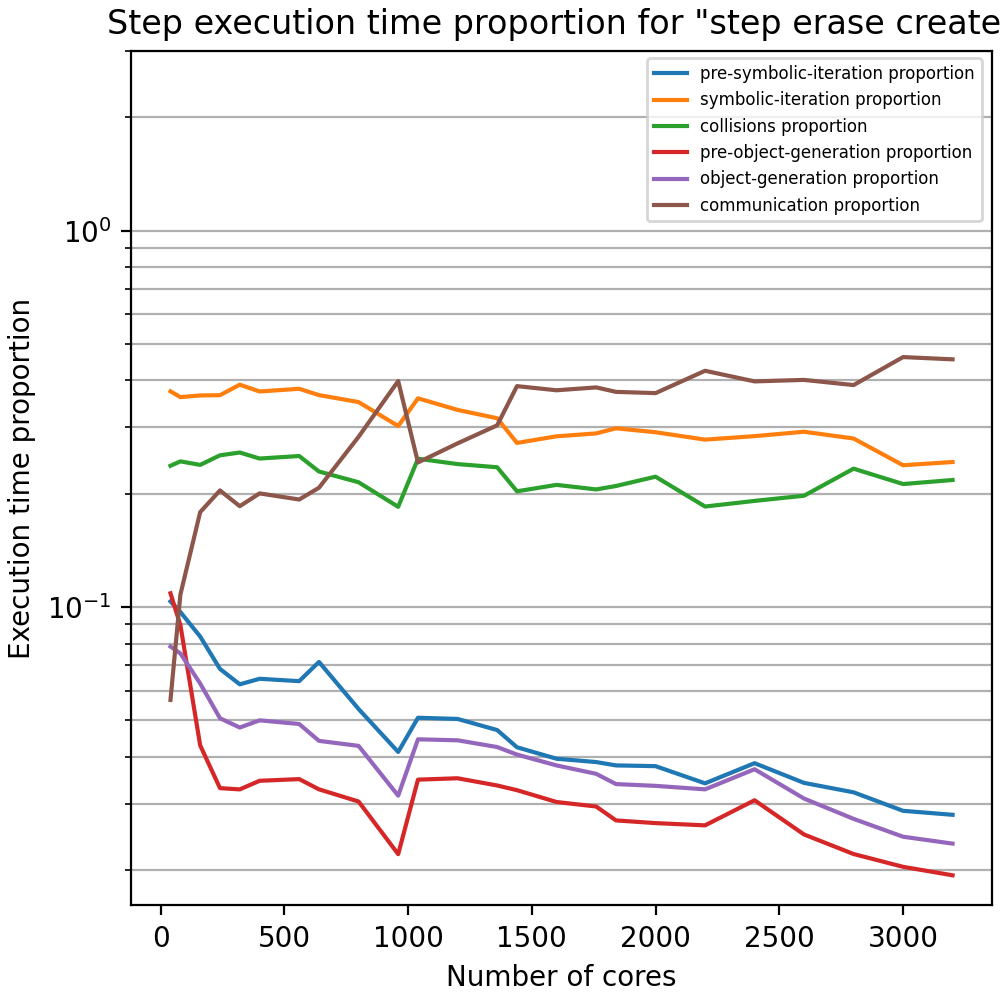 Step execution time proportion for "step erase create
pre-symbolic-iteration proportion
symbolic-iteration proportion
collisions proportion
pre-object-generation proportion
object-generation proportion
communication proportion
Execution time proportion
10⁰
10⁻¹
0 500 1000 1500 2000 2500 3000
Number of cores